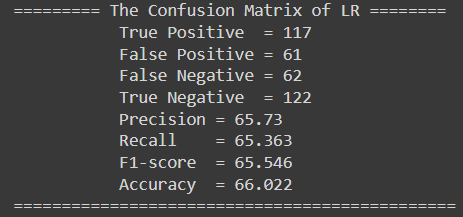 ========= The Confusion Matrix of LR ========
True Positive = 117
False Positive = 61
False Negative = 62
True Negative = 122
Precision = 65.73
Recall = 65.363
F1-score = 65.546
Accuracy = 66.022
==============================================